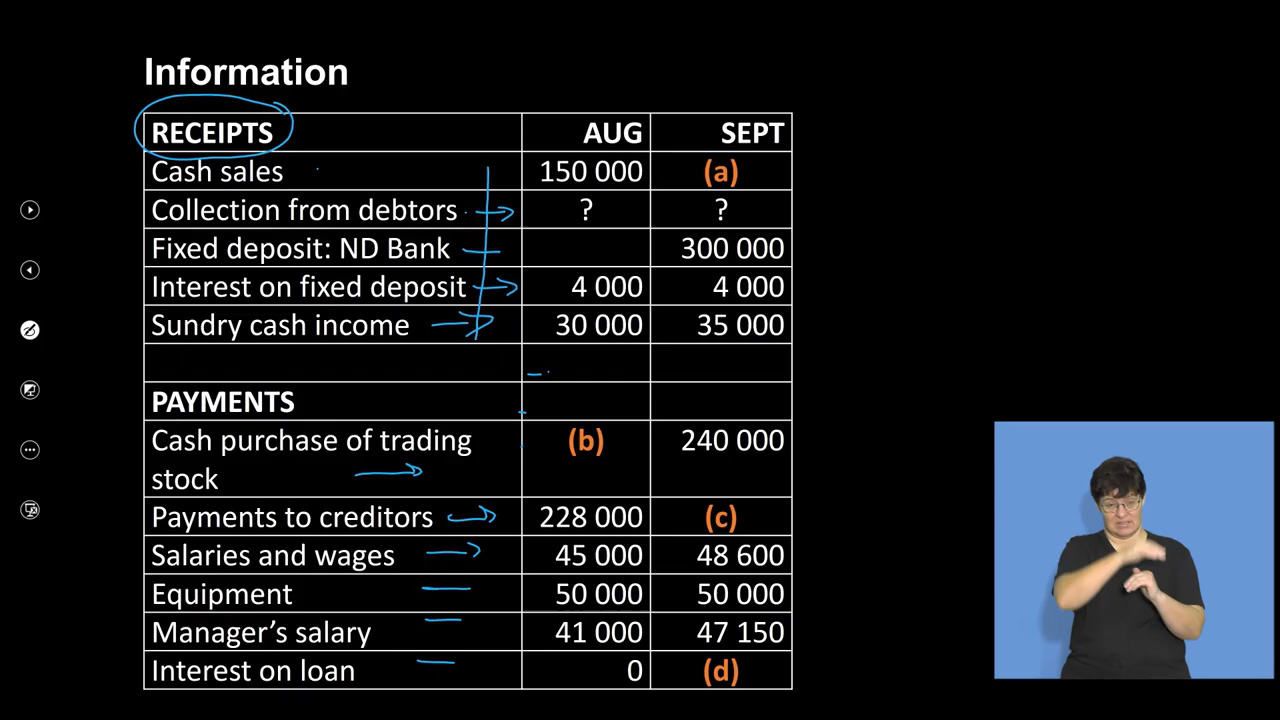 Information
RECEIPTS AUG SEPT
Cash sales 150 000 (a)
Collection from debtors ? ?
Fixed deposit: ND Bank 300 000
Interest on fixed deposit 4 000 4 000
Sundry cash income 30 000 35 000
PAYMENTS
Cash purchase of trading (b) 240 000
stock
Payments to creditors 228 000 (c)
Salaries and wages 45 000 48 600
Equipment 50 000 50 000
Manager’s salary 41 000 47 150
Interest on loan 0 (d)